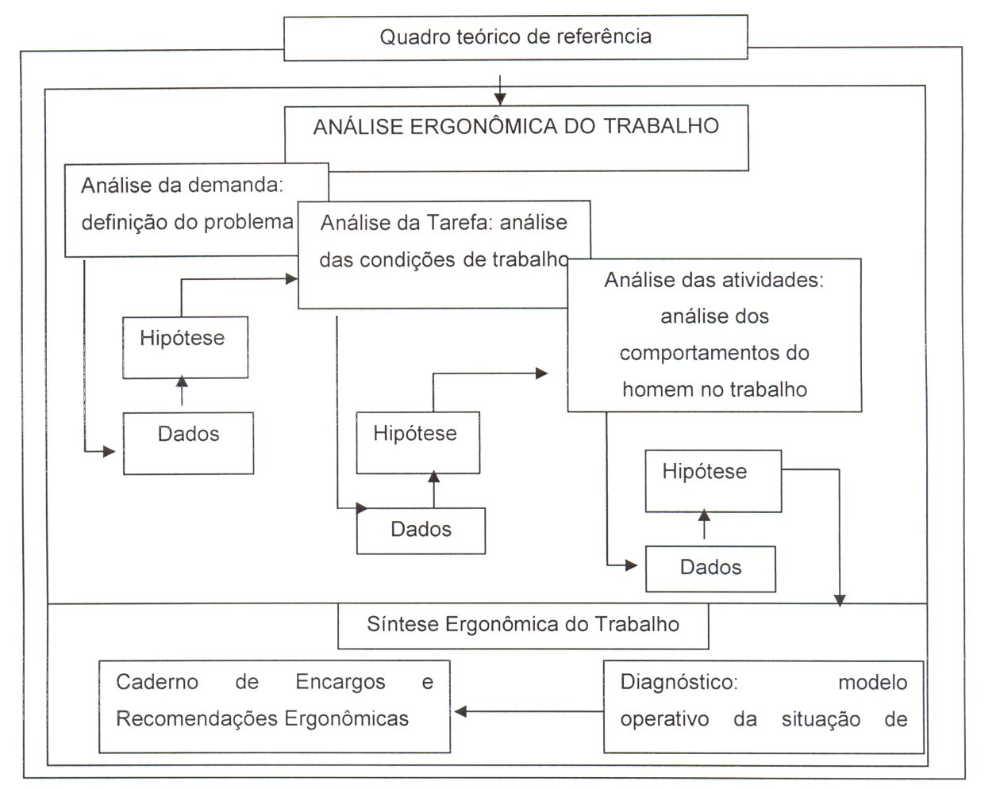 Quadro teórico de referência
ANÁLISE ERGONÔMICA DO TRABALHO
Análise da demanda:
definição do problema
Análise da Tarefa: análise
das condições de trabalho
Análise das atividades:
análise dos
comportamentos do
homem no trabalho
Hipótese
Dados
Hipótese
Dados
Hipótese
Dados
Síntese Ergonômica do Trabalho
Caderno de Encargos e
Recomendações Ergonômicas
Diagnóstico: modelo
operativo da situação de